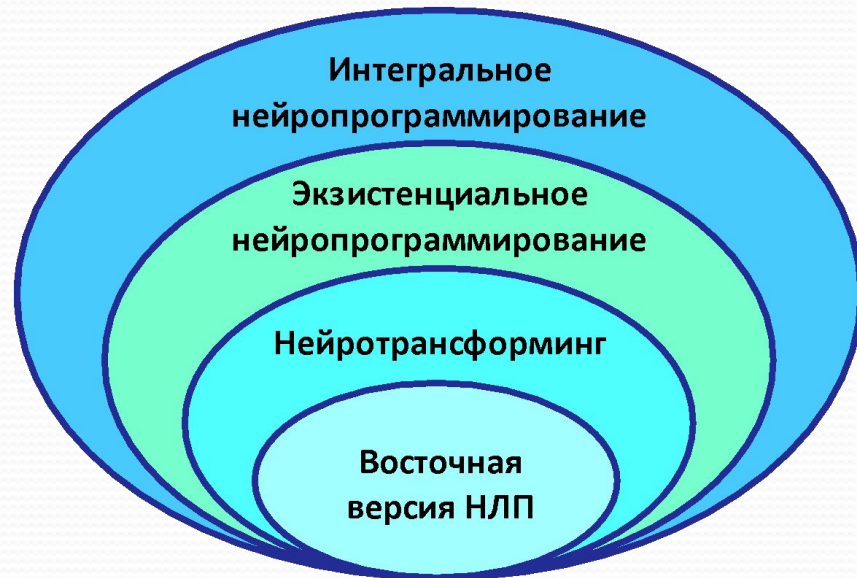 Интегральное
нейропрограммирование
Экзистенциальное
нейропрограммирование
Нейротрансформинг
Восточная
версия НЛП